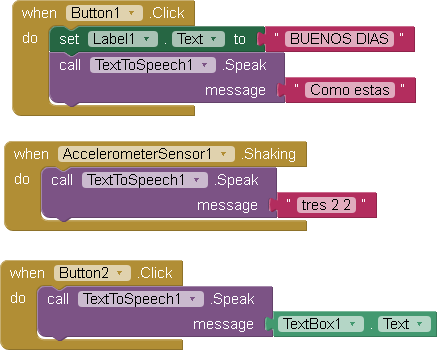 when Button1 .Click
do set Label1 . Text to " BUENOS DIAS "
call TextToSpeech1 .Speak
message " Como estas "
when AccelerometerSensor1 .Shaking
do call TextToSpeech1 .Speak
message " tres 2 2 "
when Button2 .Click
do call TextToSpeech1 .Speak
message TextBox1 . Text